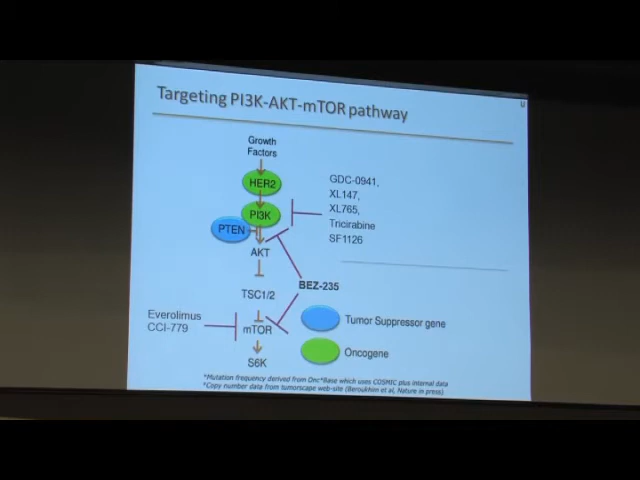 Targeting PI3K-AKT-mTOR pathway
Growth
Factors
HER2
PI3K
PTEN
AKT
TSC1/2
mTOR
S6K
GDC-0941,
XL147,
XL765,
Tricirabine
SF1126
BEZ-235
Everolimus
CCI-779
Tumor Suppressor gene
Oncogene
*Mutation frequency derived from Onc*Base which uses COSMIC plus internal data
*Copy number data from tumorscape web-site (Beroukhim et al, Nature in press)